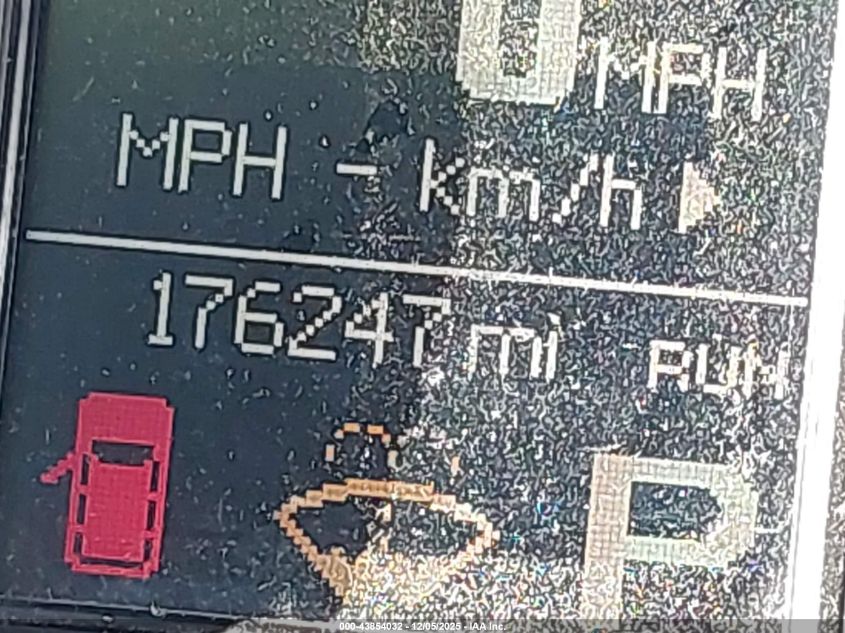 0 MPH
MPH - km/h
176247 mi RUN
P
000-43854032 - 12/05/2025 - IAA Inc.